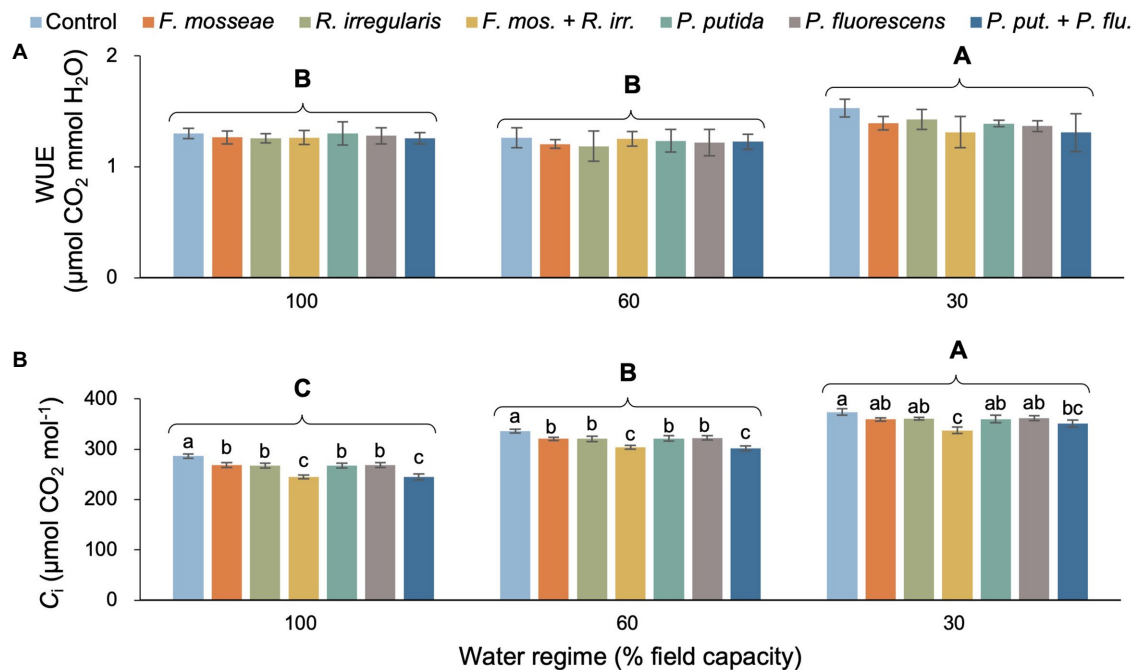 Control F. mosseae R. irregularis F. mos. + R. irr. P. putida P. fluorescens P. put. + P. flu.
A
WUE
(µmol CO₂ mmol H₂O)
2
1
0
B B A
100 60 30
B
Cᵢ (µmol CO₂ mol⁻¹)
400
300
200
100
0
C B A
a b b c b b c a b b c b b c a ab ab c ab ab bc
100 60 30
Water regime (% field capacity)